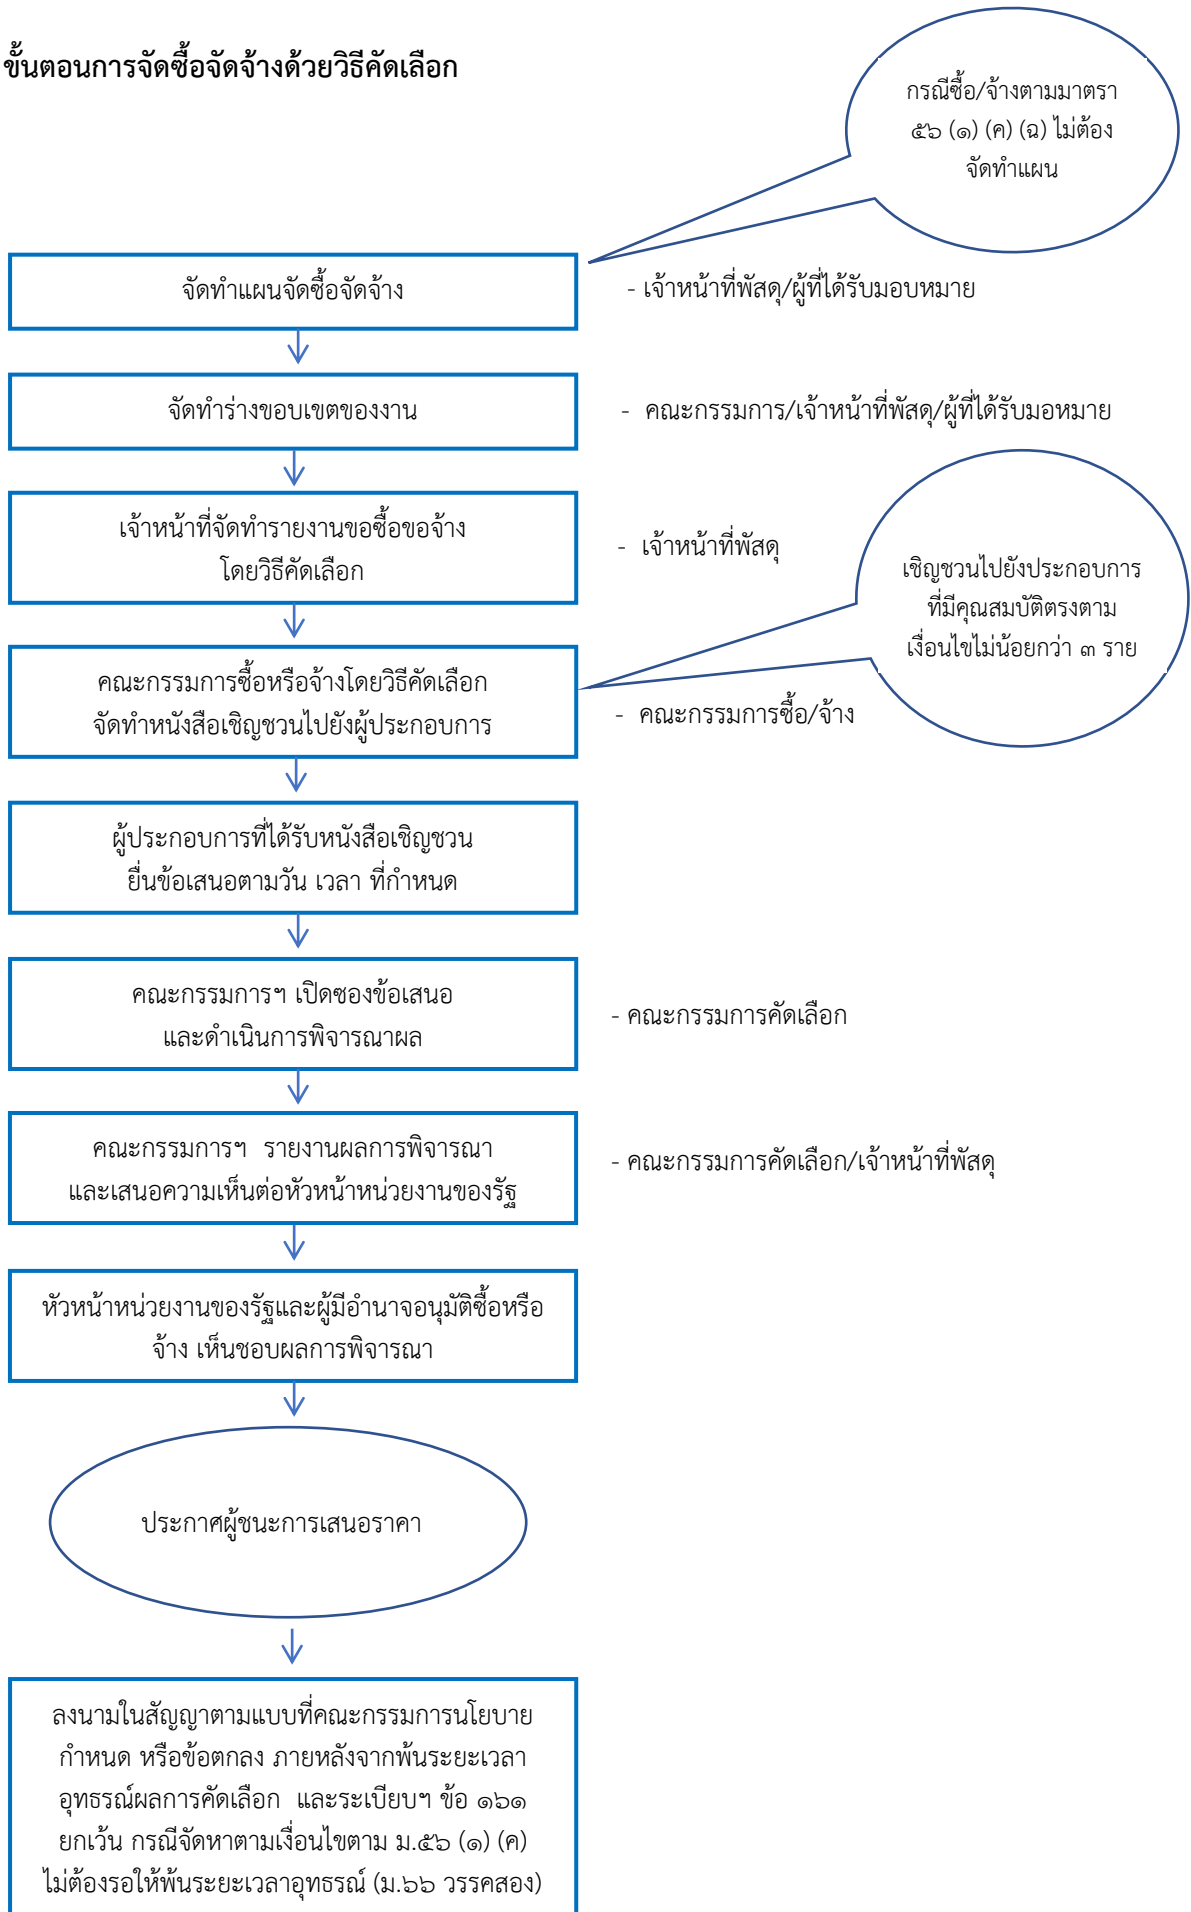 ขั้นตอนการจัดซื้อจัดจ้างด้วยวิธีคัดเลือก
กรณีซื้อ/จ้างตามมาตรา
๕๖ (๑) (ค) (ฉ) ไม่ต้อง
จัดทำแผน
จัดทำแผนจัดซื้อจัดจ้าง
- เจ้าหน้าที่พัสดุ/ผู้ที่ได้รับมอบหมาย
จัดทำร่างขอบเขตของงาน
- คณะกรรมการ/เจ้าหน้าที่พัสดุ/ผู้ที่ได้รับมอหมาย
เจ้าหน้าที่จัดทำรายงานขอซื้อขอจ้าง
โดยวิธีคัดเลือก
- เจ้าหน้าที่พัสดุ
เชิญชวนไปยังประกอบการ
ที่มีคุณสมบัติตรงตาม
เงื่อนไขไม่น้อยกว่า ๓ ราย
คณะกรรมการซื้อหรือจ้างโดยวิธีคัดเลือก
จัดทำหนังสือเชิญชวนไปยังผู้ประกอบการ
- คณะกรรมการซื้อ/จ้าง
ผู้ประกอบการที่ได้รับหนังสือเชิญชวน
ยื่นข้อเสนอตามวัน เวลา ที่กำหนด
คณะกรรมการฯ เปิดซองข้อเสนอ
และดำเนินการพิจารณาผล
- คณะกรรมการคัดเลือก
คณะกรรมการฯ รายงานผลการพิจารณา
และเสนอความเห็นต่อหัวหน้าหน่วยงานของรัฐ
- คณะกรรมการคัดเลือก/เจ้าหน้าที่พัสดุ
หัวหน้าหน่วยงานของรัฐและผู้มีอำนาจอนุมัติซื้อหรือ
จ้าง เห็นชอบผลการพิจารณา
ประกาศผู้ชนะการเสนอราคา
ลงนามในสัญญาตามแบบที่คณะกรรมการนโยบาย
กำหนด หรือข้อตกลง ภายหลังจากพ้นระยะเวลา
อุทธรณ์ผลการคัดเลือก และระเบียบฯ ข้อ ๑๖๑
ยกเว้น กรณีจัดหาตามเงื่อนไขตาม ม.๕๖ (๑) (ค)
ไม่ต้องรอให้พ้นระยะเวลาอุทธรณ์ (ม.๖๖ วรรคสอง)